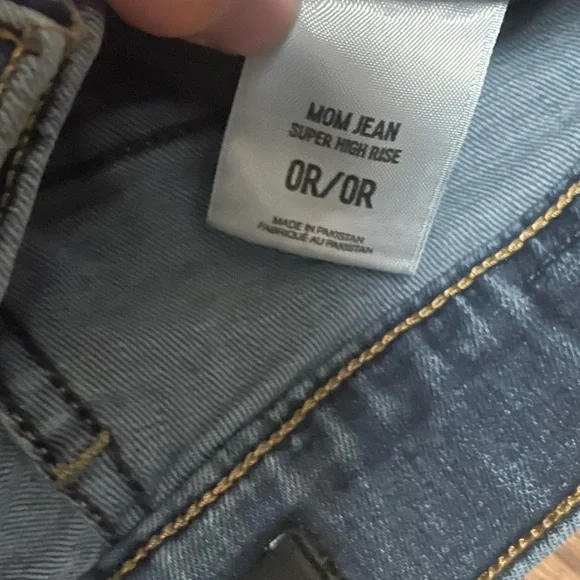 MOM JEAN
SUPER HIGH RISE
0R/0R
MADE IN PAKISTAN
FABRIQUÉ AU PAKISTAN